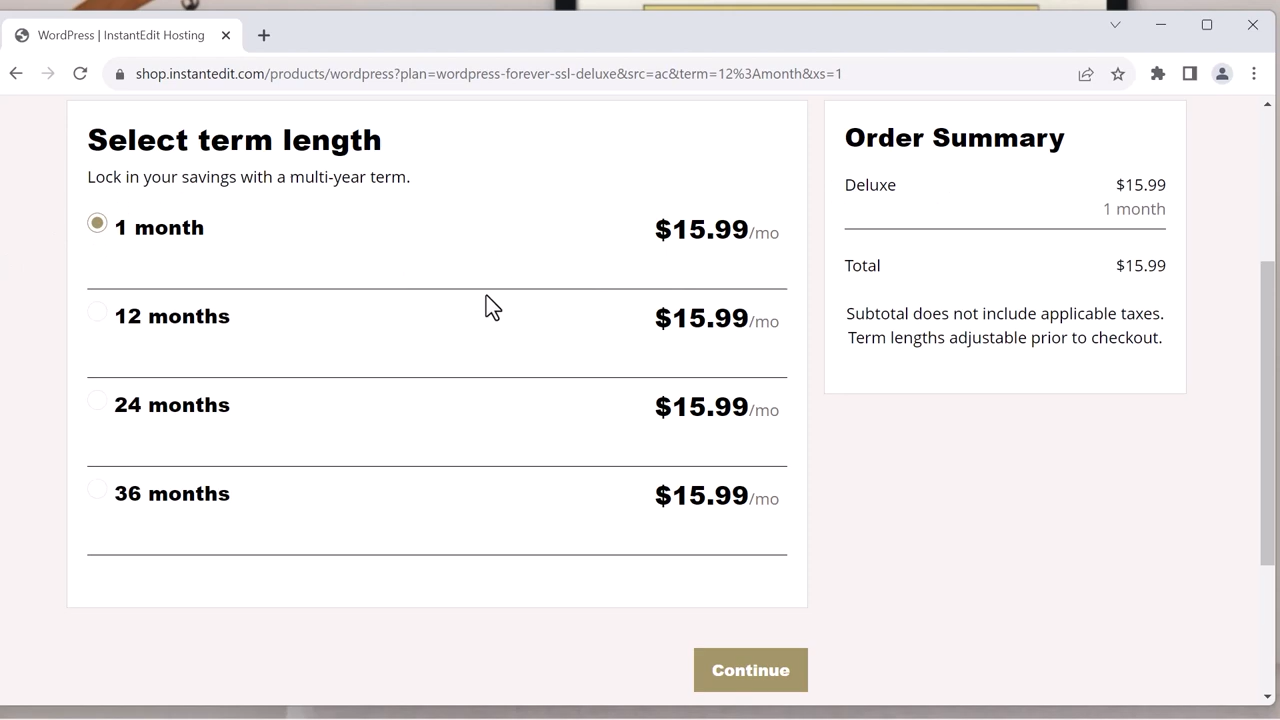 WordPress | InstantEdit Hosting
shop.instantedit.com/products/wordpress?plan=wordpress-forever-ssl-deluxe&src=ac&term=12%3Amonth&xs=1
Select term length
Lock in your savings with a multi-year term.
1 month $15.99/mo
12 months $15.99/mo
24 months $15.99/mo
36 months $15.99/mo
Continue
Order Summary
Deluxe $15.99
1 month
Total $15.99
Subtotal does not include applicable taxes.
Term lengths adjustable prior to checkout.